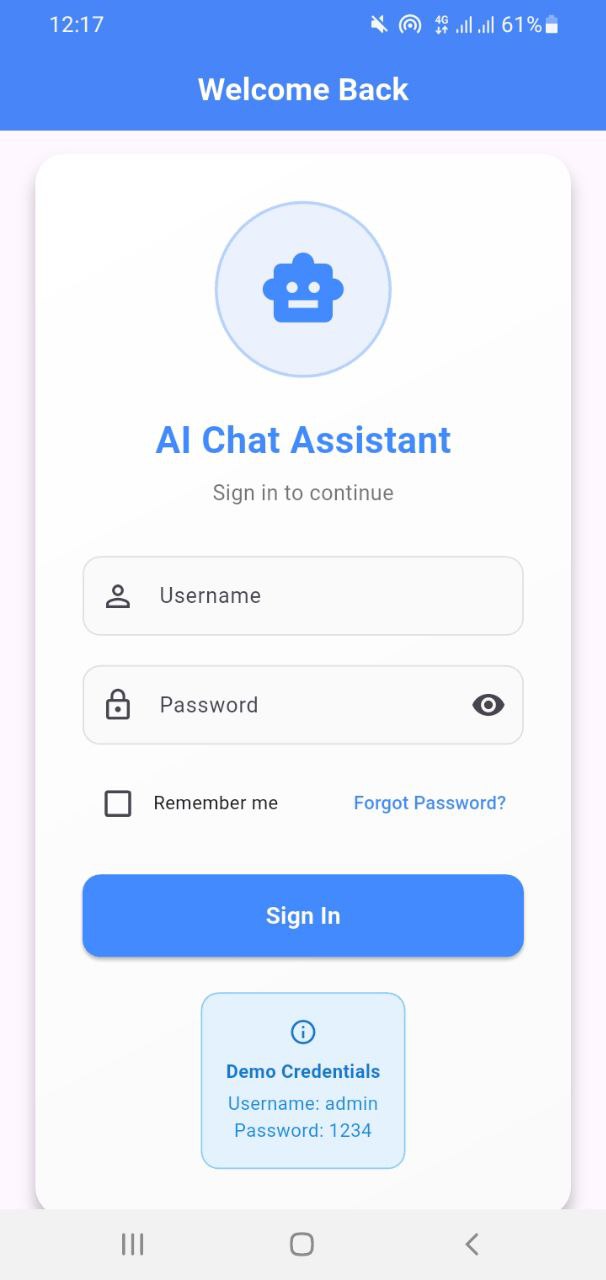 12:17
4G
61%
Welcome Back
AI Chat Assistant
Sign in to continue
Username
Password
Remember me
Forgot Password?
Sign In
Demo Credentials
Username: admin
Password: 1234